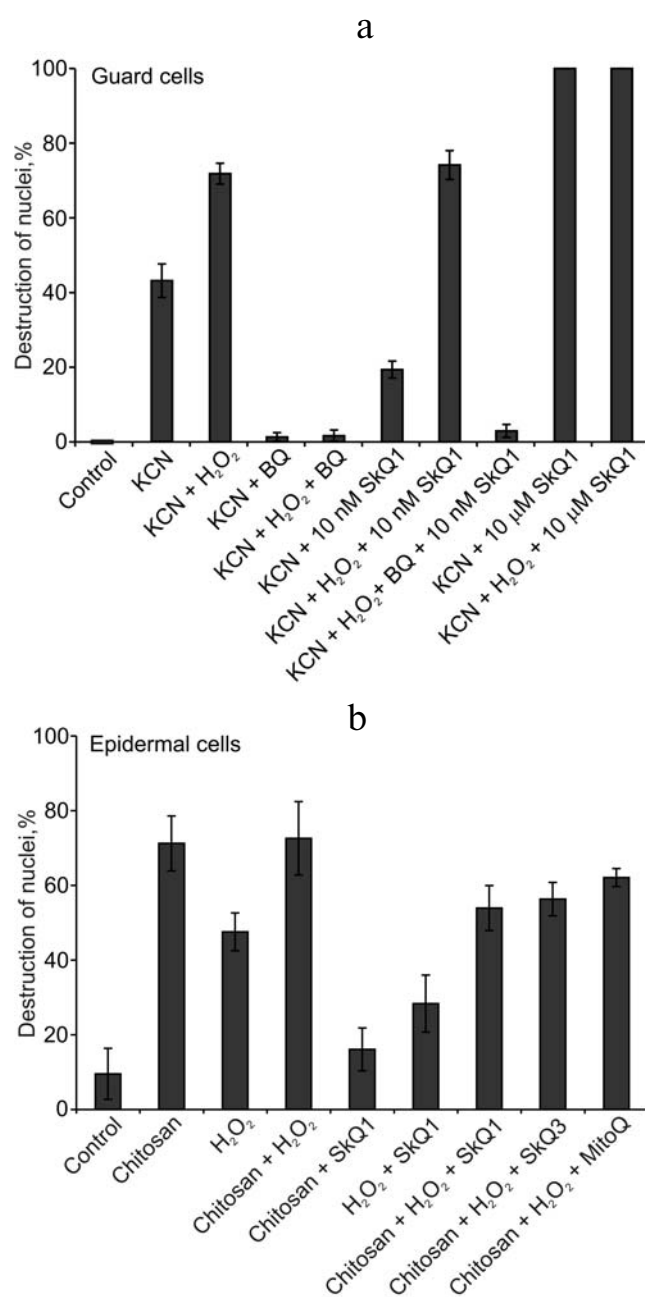 a
100
80
60
40
20
0
Destruction of nuclei,%
Guard cells
Control
KCN
KCN + H₂O₂
KCN + BQ
KCN + H₂O₂ + BQ
KCN + 10 nM SkQ1
KCN + H₂O₂ + 10 nM SkQ1
KCN + H₂O₂+ BQ + 10 nM SkQ1
KCN + 10 µM SkQ1
KCN + H₂O₂ + 10 µM SkQ1
b
100
80
60
40
20
0
Destruction of nuclei,%
Epidermal cells
Control
Chitosan
H₂O₂
Chitosan + H₂O₂
Chitosan + SkQ1
H₂O₂ + SkQ1
Chitosan + H₂O₂ + SkQ1
Chitosan + H₂O₂ + SkQ3
Chitosan + H₂O₂ + MitoQ